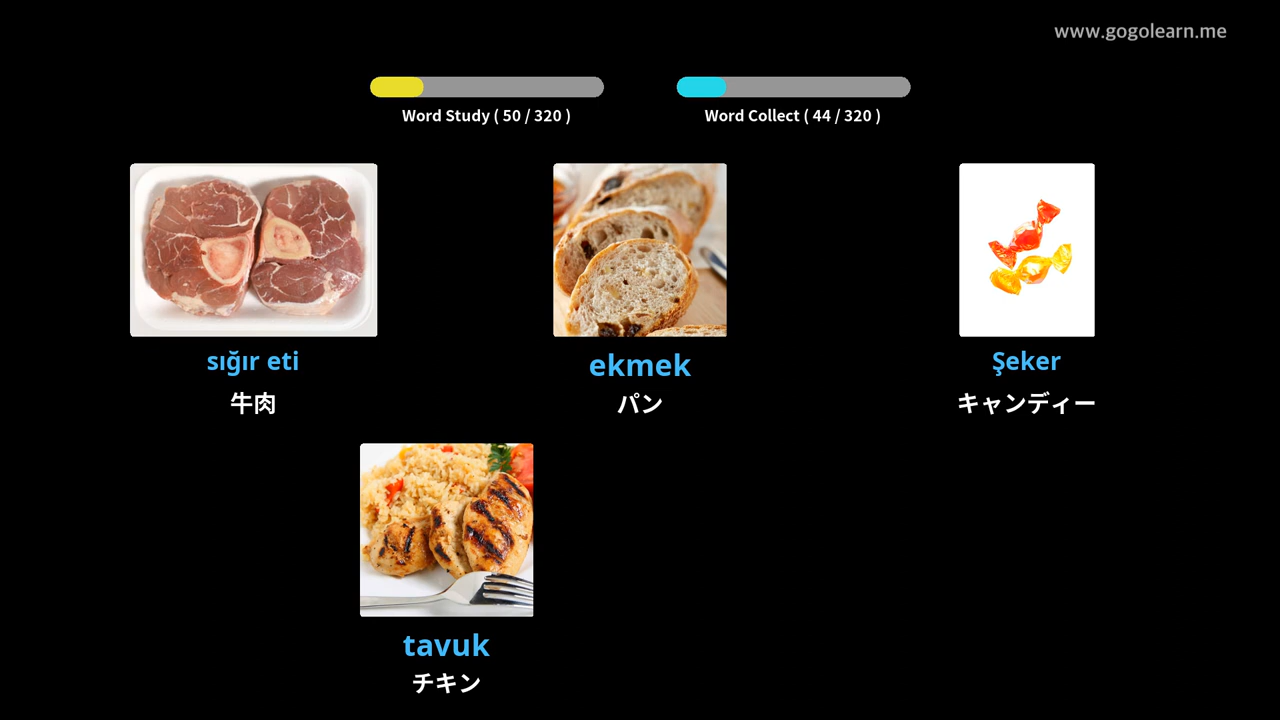 www.gogolearn.me
Word Study ( 50 / 320 )
Word Collect ( 44 / 320 )
sığır eti
牛肉
ekmek
パン
Şeker
キャンディー
tavuk
チキン